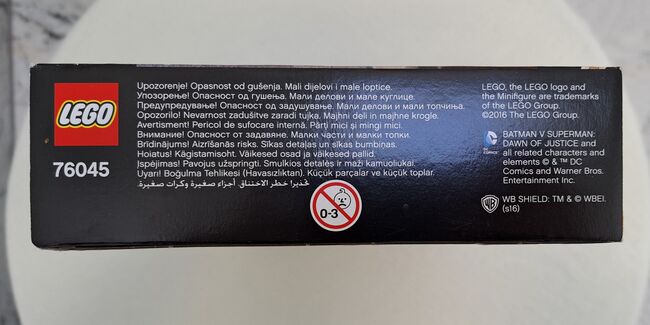 LEGO
76045
Upozorenje! Opasnost od gušenja. Mali dijelovi i male loptice.
Упозорење! Опасност од гушења. Мали делови и мале куглице.
Предупредување! Опасност од задушување. Мали делови и мали топчиња.
Opozorilo! Nevarnost zadušitve zaradi tujka. Majhni deli in majhne krogle.
Avertisment! Pericol de sufocare internă. Părți mici și mingi mici.
Внимание! Опасност от задавяне. Малки части и малки топки.
Brīdinājums! Aizrīšanās risks. Sīkas detaļas un sīkas bumbiņas.
Hoiatus! Kägistamisoht. Väikesed osad ja väikesed pallid.
Įspėjimas! Pavojus užspringti. Smulkios detalės ir maži kamuoliukai.
Uyarı! Boğulma Tehlikesi (Havasızlıktan). Küçük parçalar ve küçük toplar.
تحذير! خطر الاختناق. أجزاء صغيرة وكرات صغيرة.
0-3
LEGO, the LEGO logo and
the Minifigure are trademarks
of the LEGO Group.
©2016 The LEGO Group.
BATMAN V SUPERMAN:
DAWN OF JUSTICE and
all related characters and
elements © & ™ DC
Comics and Warner Bros.
Entertainment Inc.
WB SHIELD: TM & © WBEI.
(s16)